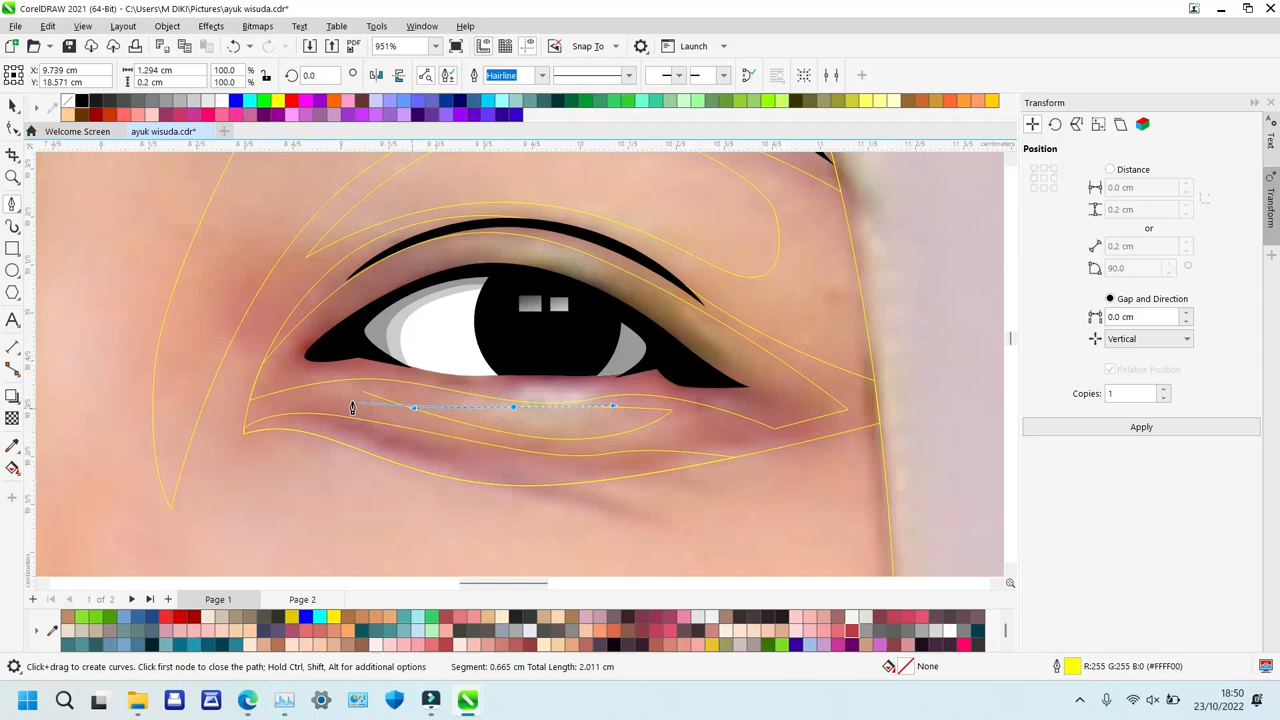 CorelDRAW 2021 (64-Bit) - C:\Users\M DIKI\Pictures\ayuk wisuda.cdr*
File Edit View Layout Object Effects Bitmaps Text Table Tools Window Help
PDF 951% Snap To Launch
X: 9.739 cm 1.294 cm 100.0 % 0.0 Hairline
Y: 18.571 cm 0.2 cm 100.0 %
Welcome Screen ayuk wisuda.cdr*
centimeters
Transform
Position
Distance
0.0 cm
0.2 cm
or
0.2 cm
90.0
Gap and Direction
0.0 cm
Vertical
Relative Position
Copies: 1
Apply
Text
Transform
1 of 2 Page 1 Page 2
Click+drag to create curves. Click first node to close the path; Hold Ctrl, Shift, Alt for additional options Segment: 0.665 cm Total Length: 2.011 cm None R:255 G:255 B:0 (#FFFF00)
18:50
23/10/2022